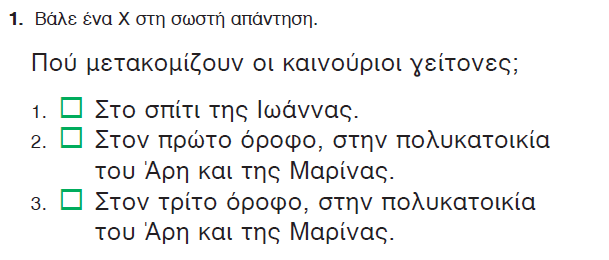 1. Βάλε ένα Χ στη σωστή απάντηση.
Πού μετακομίζουν οι καινούριοι γείτονες;
1. Στο σπίτι της Ιωάννας.
2. Στον πρώτο όροφο, στην πολυκατοικία
του Άρη και της Μαρίνας.
3. Στον τρίτο όροφο, στην πολυκατοικία
του Άρη και της Μαρίνας.